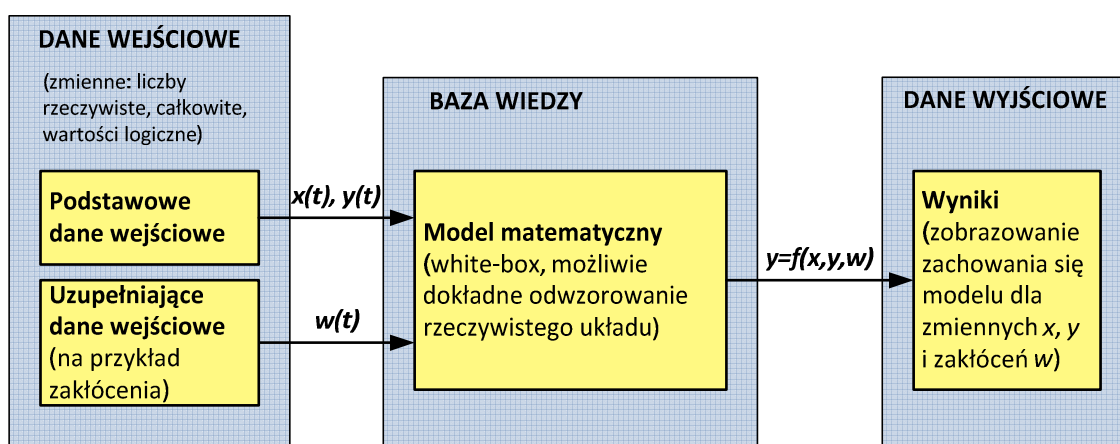 DANE WEJŚCIOWE
(zmienne: liczby
rzeczywiste, całkowite,
wartości logiczne)
Podstawowe
dane wejściowe
Uzupełniające
dane wejściowe
(na przykład
zakłócenia)
x(t), y(t)
w(t)
BAZA WIEDZY
Model matematyczny
(white-box, możliwie
dokładne odwzorowanie
rzeczywistego układu)
y=f(x,y,w)
DANE WYJŚCIOWE
Wyniki
(zobrazowanie
zachowania się
modelu dla
zmiennych x, y
i zakłóceń w)